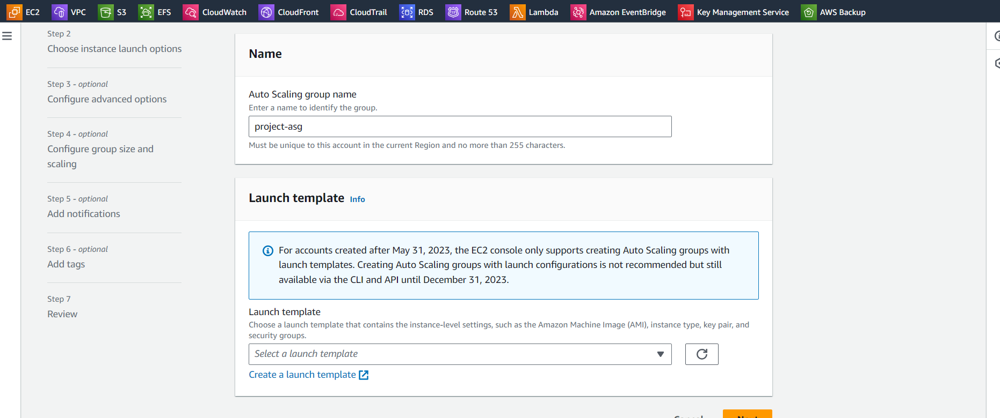 EC2 VPC S3 EFS CloudWatch CloudFront CloudTrail RDS Route 53 Lambda Amazon EventBridge Key Management Service AWS Backup
Step 2
Choose instance launch options
Step 3 - optional
Configure advanced options
Step 4 - optional
Configure group size and
scaling
Step 5 - optional
Add notifications
Step 6 - optional
Add tags
Step 7
Review
Name
Auto Scaling group name
Enter a name to identify the group.
project-asg
Must be unique to this account in the current Region and no more than 255 characters.
Launch template Info
For accounts created after May 31, 2023, the EC2 console only supports creating Auto Scaling groups with
launch templates. Creating Auto Scaling groups with launch configurations is not recommended but still
available via the CLI and API until December 31, 2023.
Launch template
Choose a launch template that contains the instance-level settings, such as the Amazon Machine Image (AMI), instance type, key pair, and
security groups.
Select a launch template
Create a launch template
Cancel Next